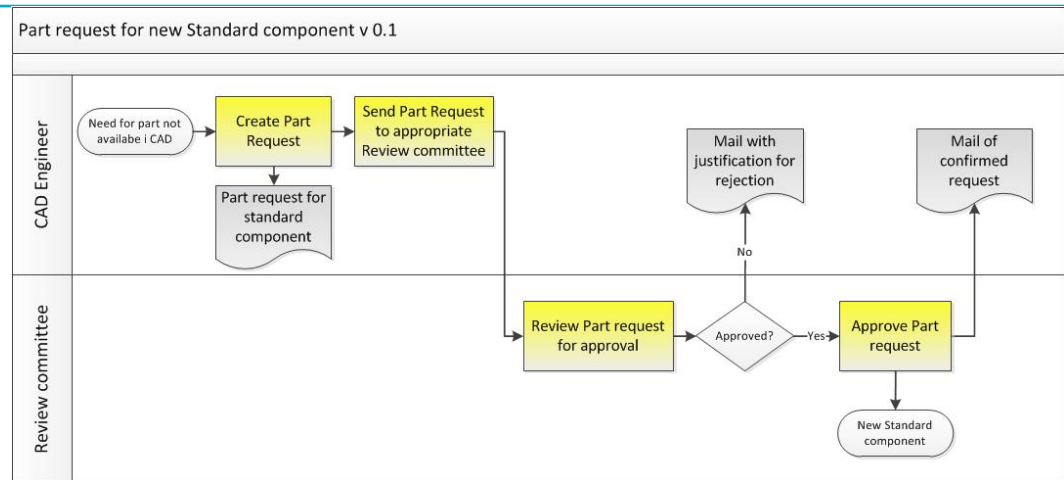 Part request for new Standard component v 0.1
CAD Engineer
Need for part not
availabe i CAD
Create Part
Request
Send Part Request
to appropriate
Review committee
Part request for
standard
component
Mail with
justification for
rejection
Mail of
confirmed
request
No
Review committee
Review Part request
for approval
Approved?
Yes
Approve Part
request
New Standard
component